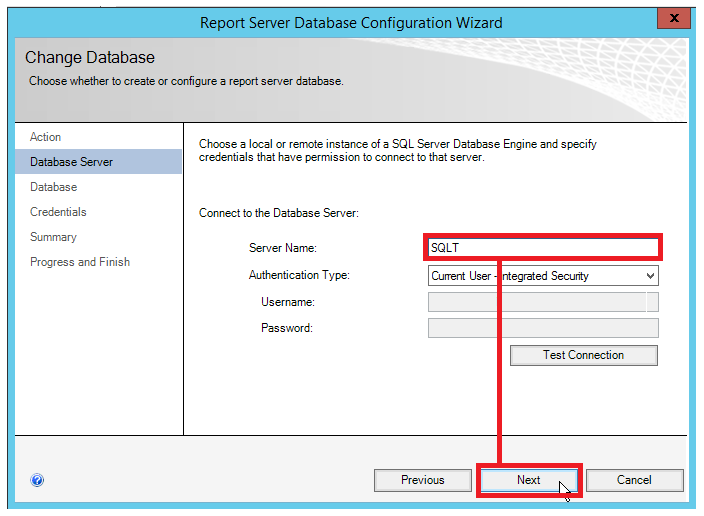 Report Server Database Configuration Wizard
x
Change Database
Choose whether to create or configure a report server database.
Action
Database Server
Database
Credentials
Summary
Progress and Finish
Choose a local or remote instance of a SQL Server Database Engine and specify
credentials that have permission to connect to that server.
Connect to the Database Server:
Server Name:
SQLT
Authentication Type:
Current User - Integrated Security
Username:
Password:
Test Connection
?
Previous
Next
Cancel